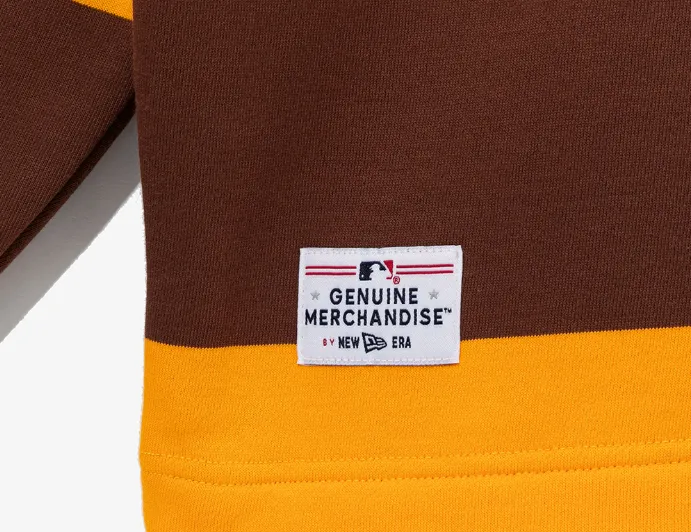 ®
GENUINE
MERCHANDISE™
BY NEW ERA